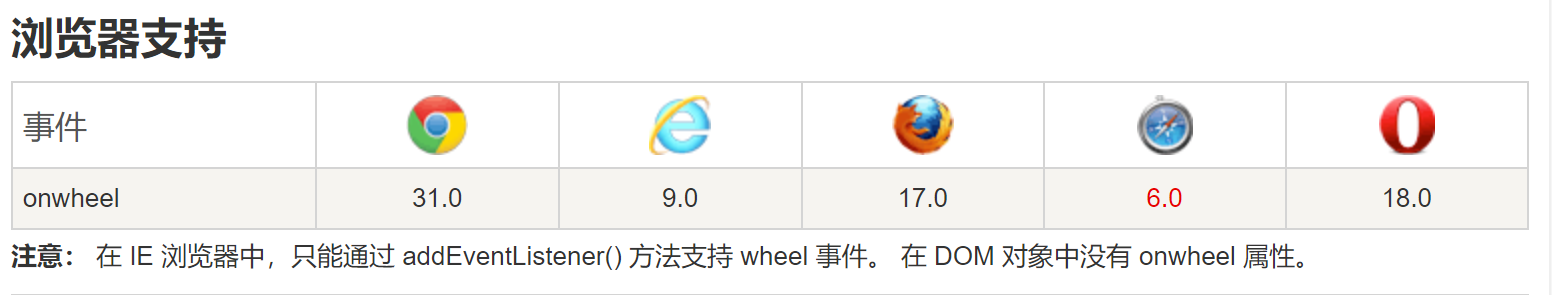 浏览器支持
事件
onwheel 31.0 9.0 17.0 6.0 18.0
注意： 在 IE 浏览器中，只能通过 addEventListener() 方法支持 wheel 事件。 在 DOM 对象中没有 onwheel 属性。